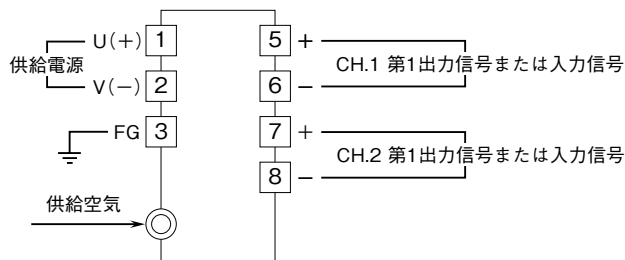 U(+) 1
供給電源
V(−) 2
FG 3
供給空気
5 +
CH.1 第1出力信号または入力信号
6 −
7 +
CH.2 第1出力信号または入力信号
8 −